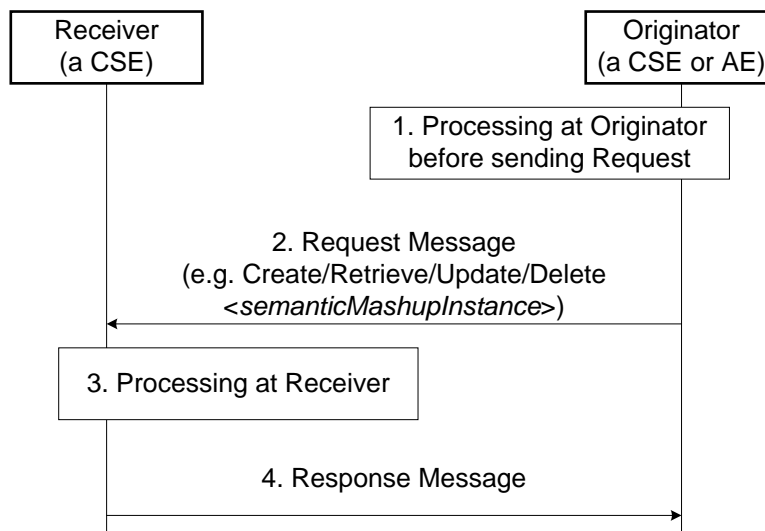 Receiver
(a CSE)
Originator
(a CSE or AE)
1. Processing at Originator
before sending Request
2. Request Message
(e.g. Create/Retrieve/Update/Delete
<semanticMashupInstance>)
3. Processing at Receiver
4. Response Message